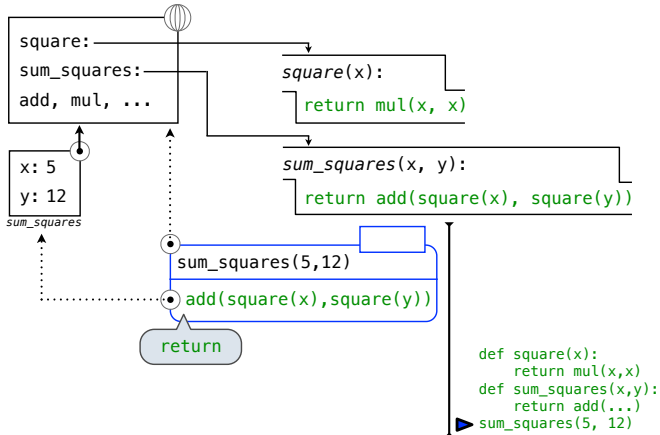 square:
sum_squares:
add, mul, ...
square(x):
return mul(x, x)
sum_squares(x, y):
return add(square(x), square(y))
x: 5
y: 12
sum_squares
sum_squares(5,12)
add(square(x),square(y))
return
def square(x):
    return mul(x,x)
def sum_squares(x,y):
    return add(...)
sum_squares(5, 12)